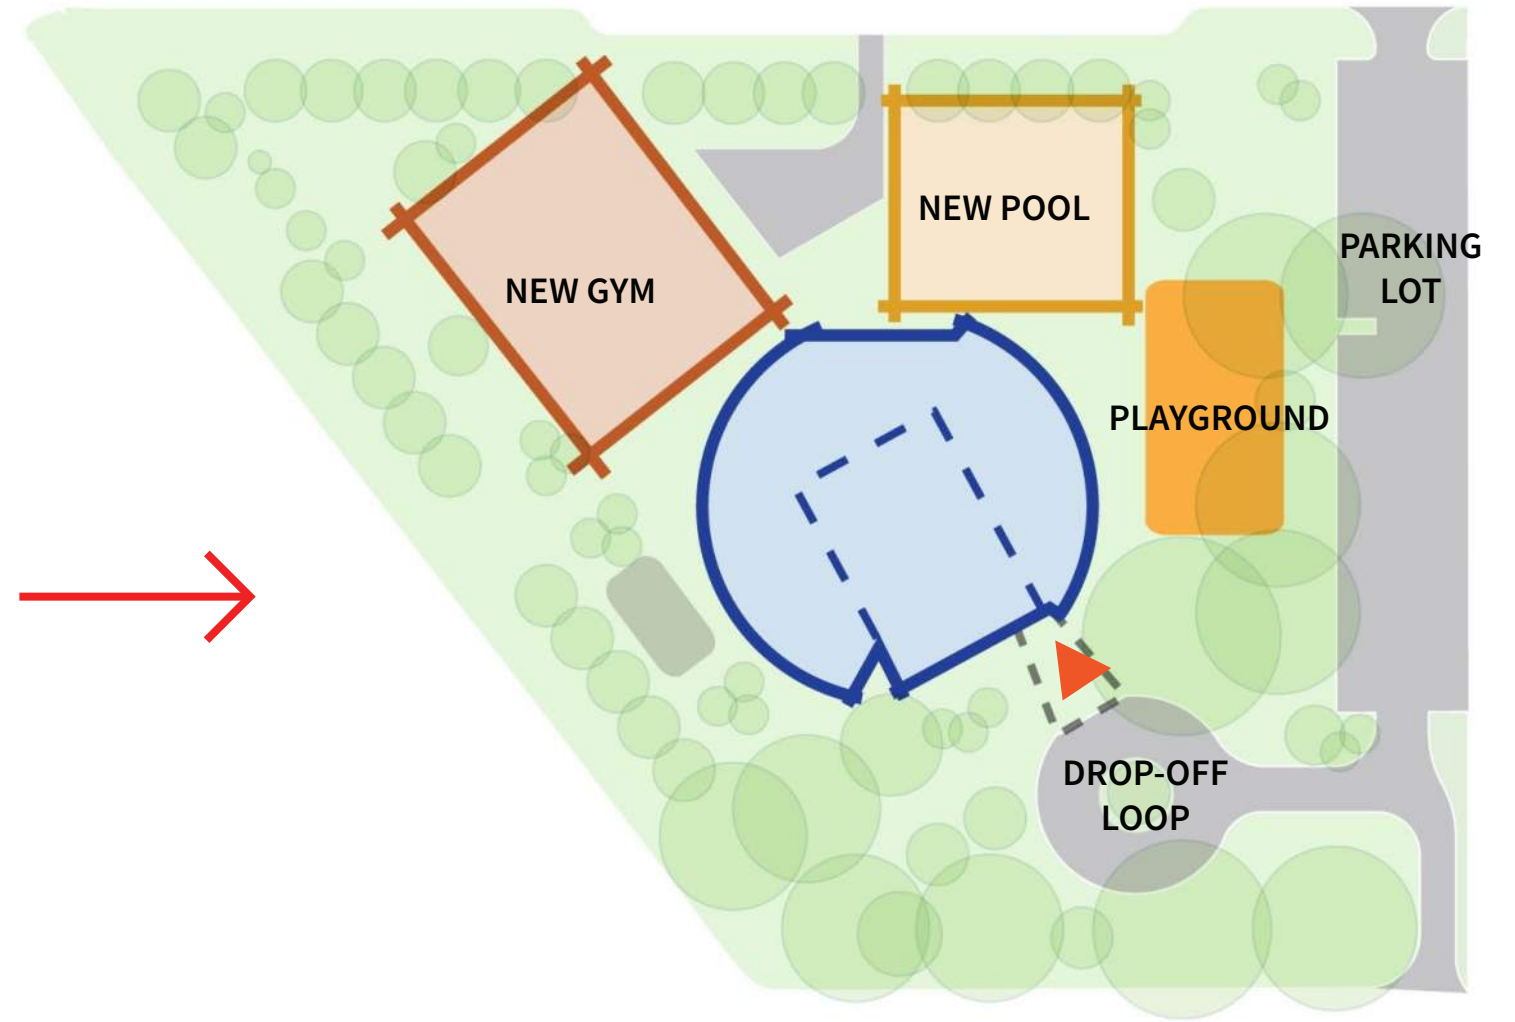 NEW POOL
PARKING
LOT
NEW GYM
PLAYGROUND
DROP-OFF
LOOP